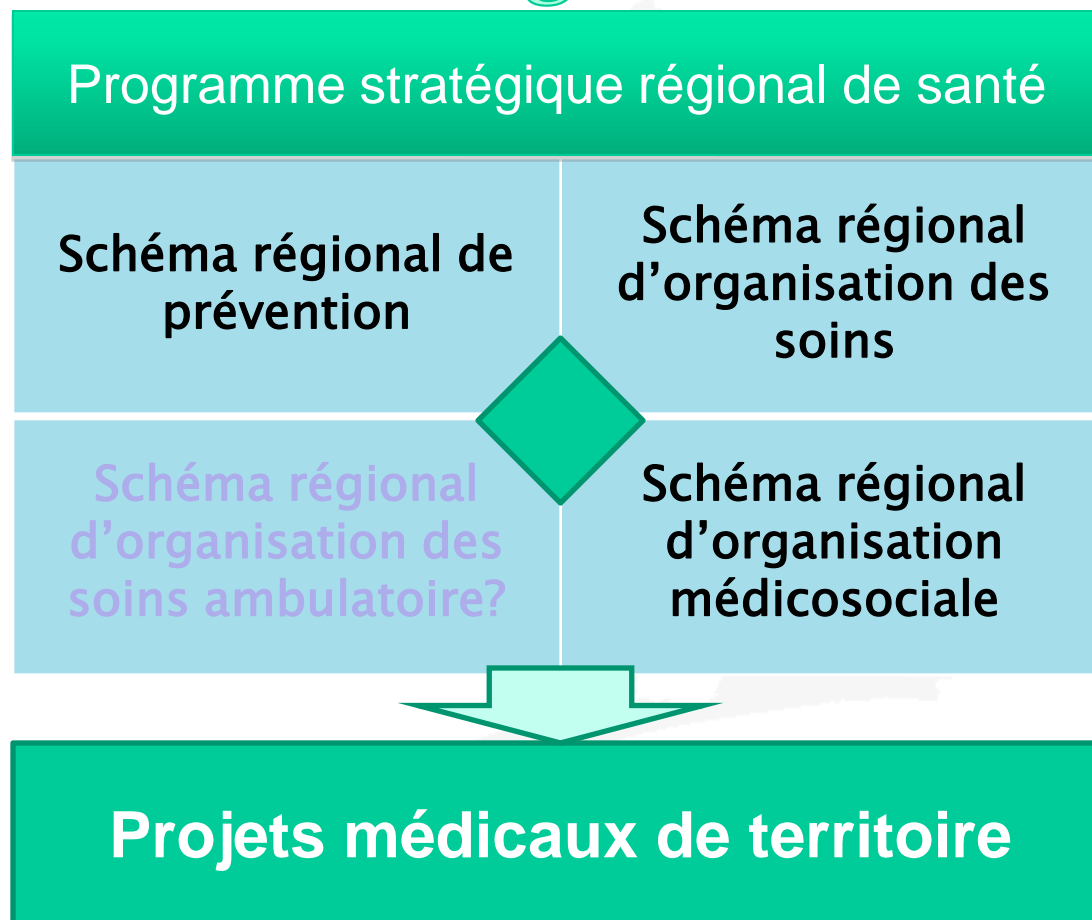 Programme stratégique régional de santé
Schéma régional de
prévention
Schéma régional
d’organisation des
soins
Schéma régional
d’organisation des
soins ambulatoire?
Schéma régional
d’organisation
médicosociale
Projets médicaux de territoire